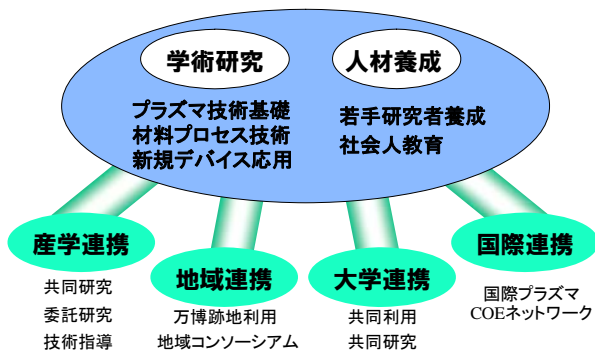 学術研究
人材養成
プラズマ技術基礎
材料プロセス技術
新規デバイス応用
若手研究者養成
社会人教育
産学連携
共同研究
委託研究
技術指導
地域連携
万博跡地利用
地域コンソーシアム
大学連携
共同利用
共同研究
国際連携
国際プラズマ
COEネットワーク